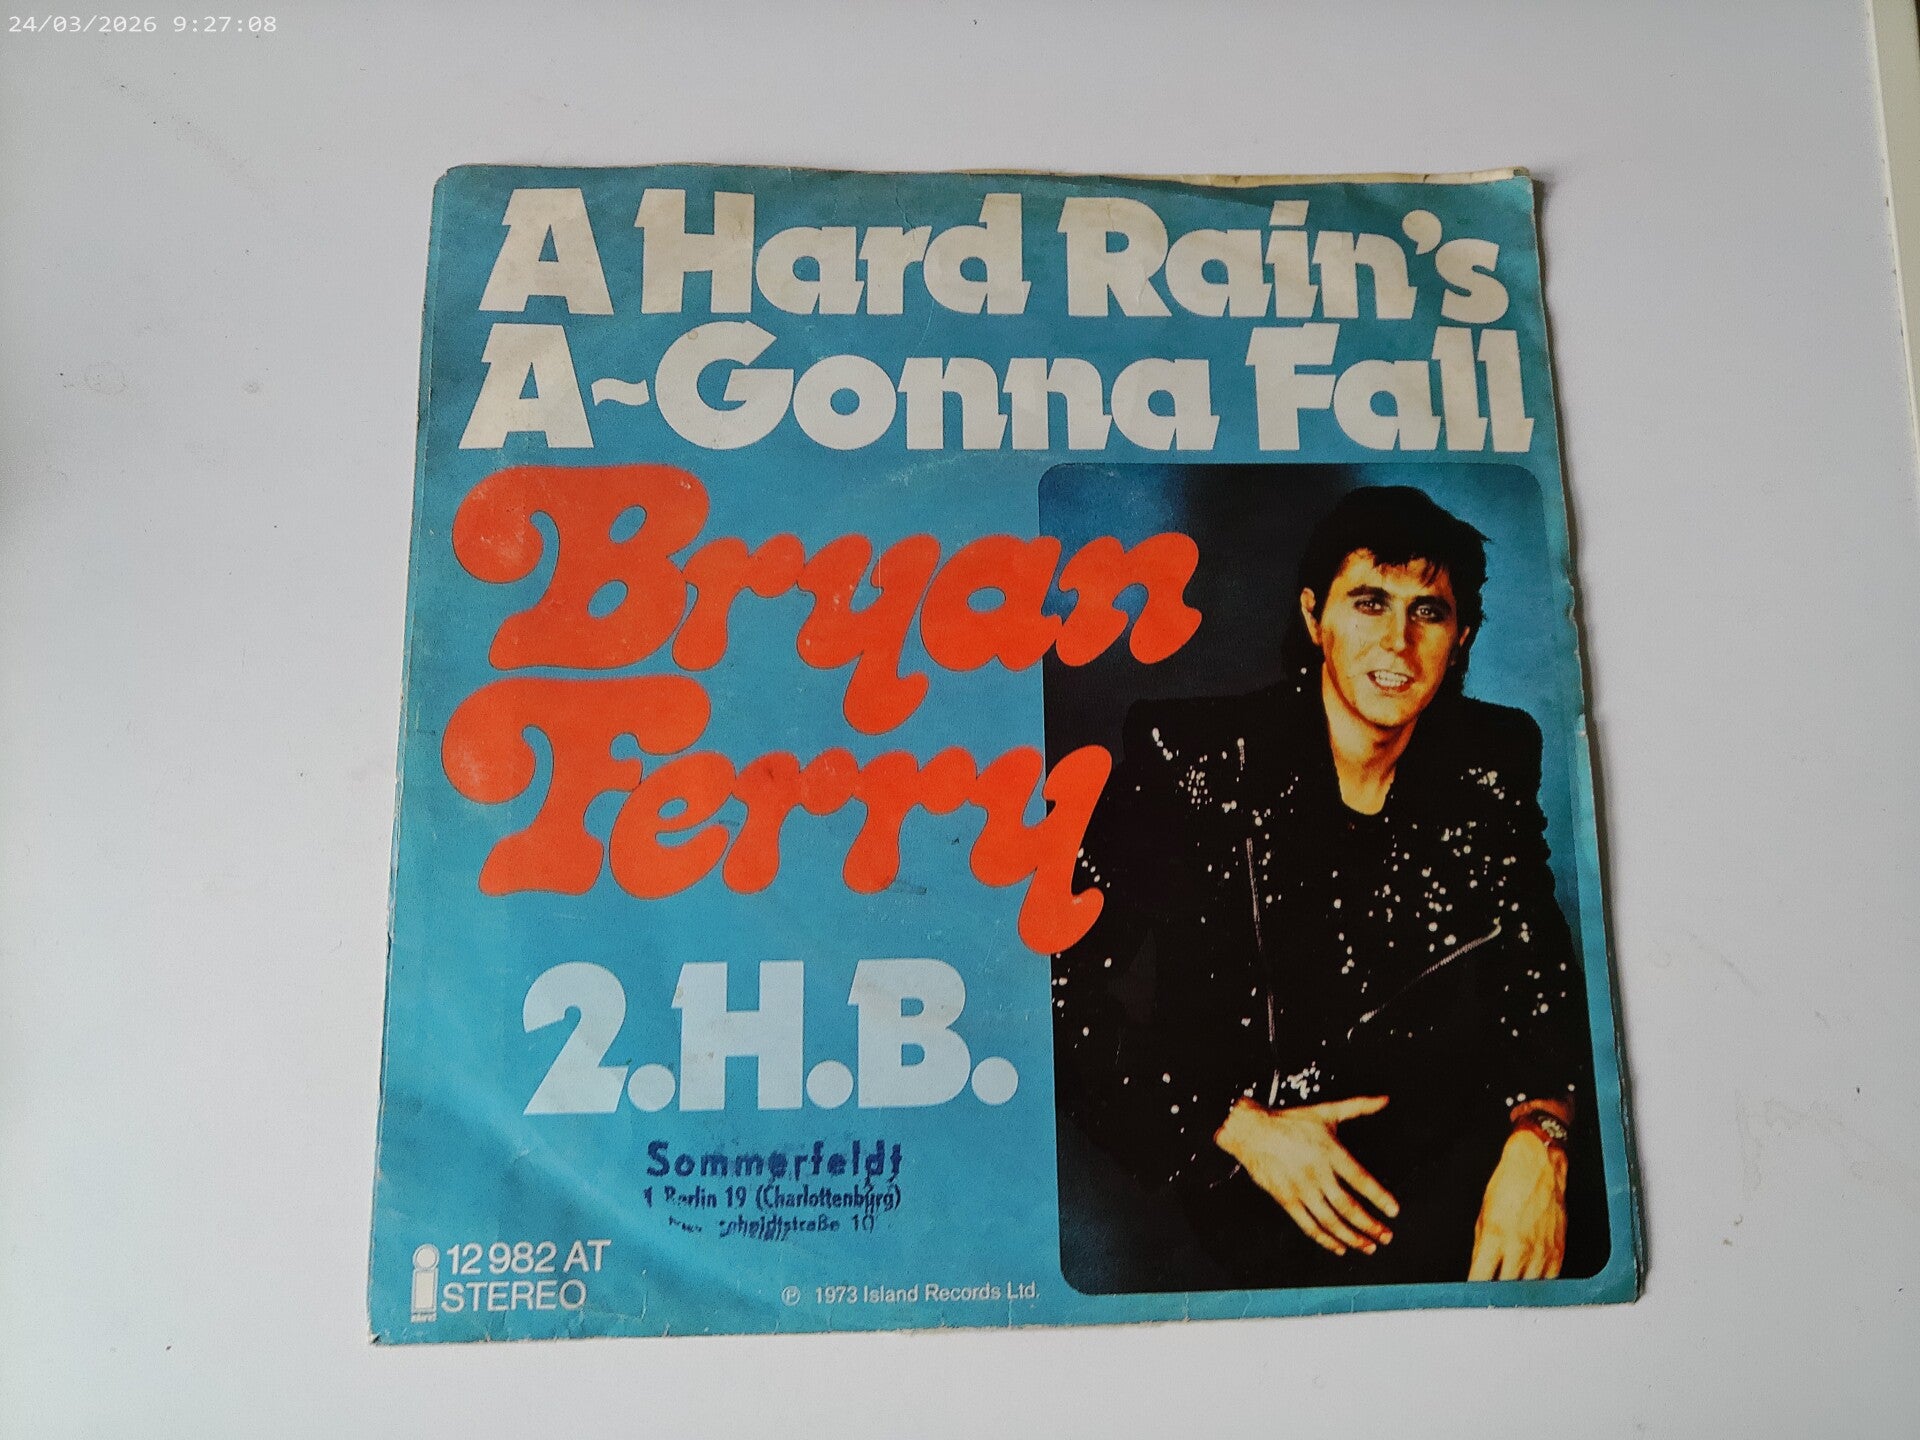 24/03/2026 9:27:08
A Hard Rain's
A~Gonna Fall
Bryan
Ferry
2.H.B.
Sommerfeldt
1 Berlin 19 (Charlottenburg)
10
12 982 AT
STEREO
℗ 1973 Island Records Ltd.